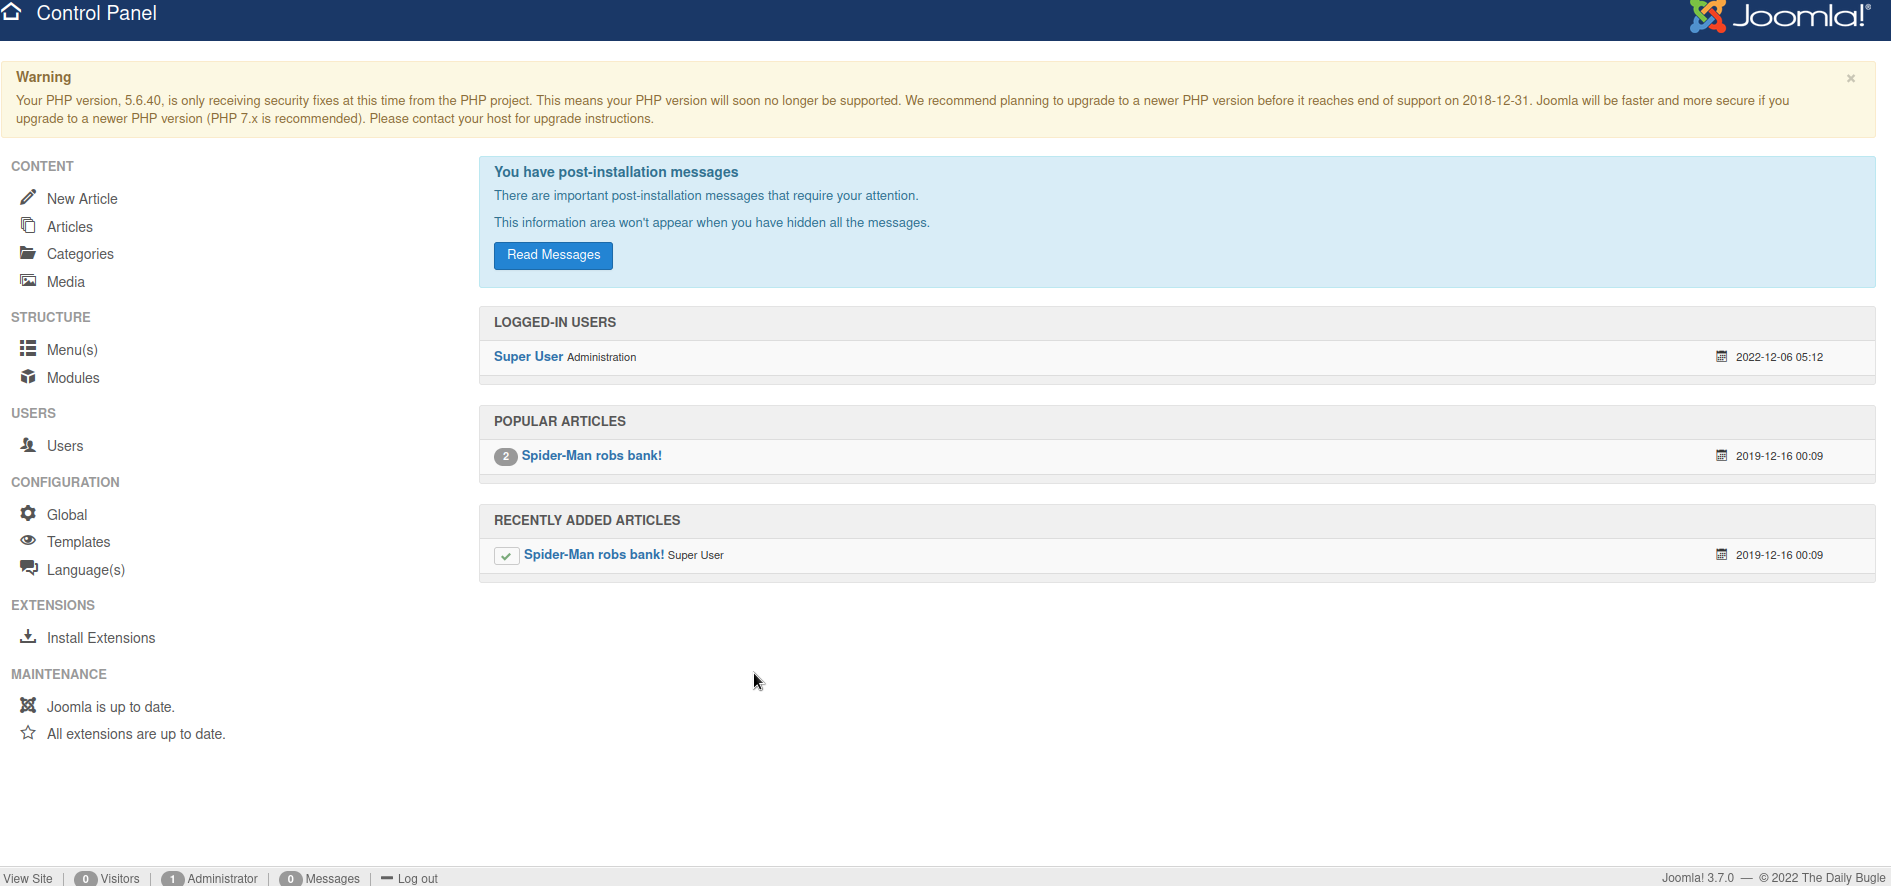 Control Panel
Joomla!®
Warning
×
Your PHP version, 5.6.40, is only receiving security fixes at this time from the PHP project. This means your PHP version will soon no longer be supported. We recommend planning to upgrade to a newer PHP version before it reaches end of support on 2018-12-31. Joomla will be faster and more secure if you
upgrade to a newer PHP version (PHP 7.x is recommended). Please contact your host for upgrade instructions.
CONTENT
New Article
Articles
Categories
Media
STRUCTURE
Menu(s)
Modules
USERS
Users
CONFIGURATION
Global
Templates
Language(s)
EXTENSIONS
Install Extensions
MAINTENANCE
Joomla is up to date.
All extensions are up to date.
You have post-installation messages
There are important post-installation messages that require your attention.
This information area won't appear when you have hidden all the messages.
Read Messages
LOGGED-IN USERS
Super User Administration 2022-12-06 05:12
POPULAR ARTICLES
2 Spider-Man robs bank! 2019-12-16 00:09
RECENTLY ADDED ARTICLES
Spider-Man robs bank! Super User 2019-12-16 00:09
View Site | 0 Visitors | 1 Administrator | 0 Messages | Log out
Joomla! 3.7.0 — © 2022 The Daily Bugle